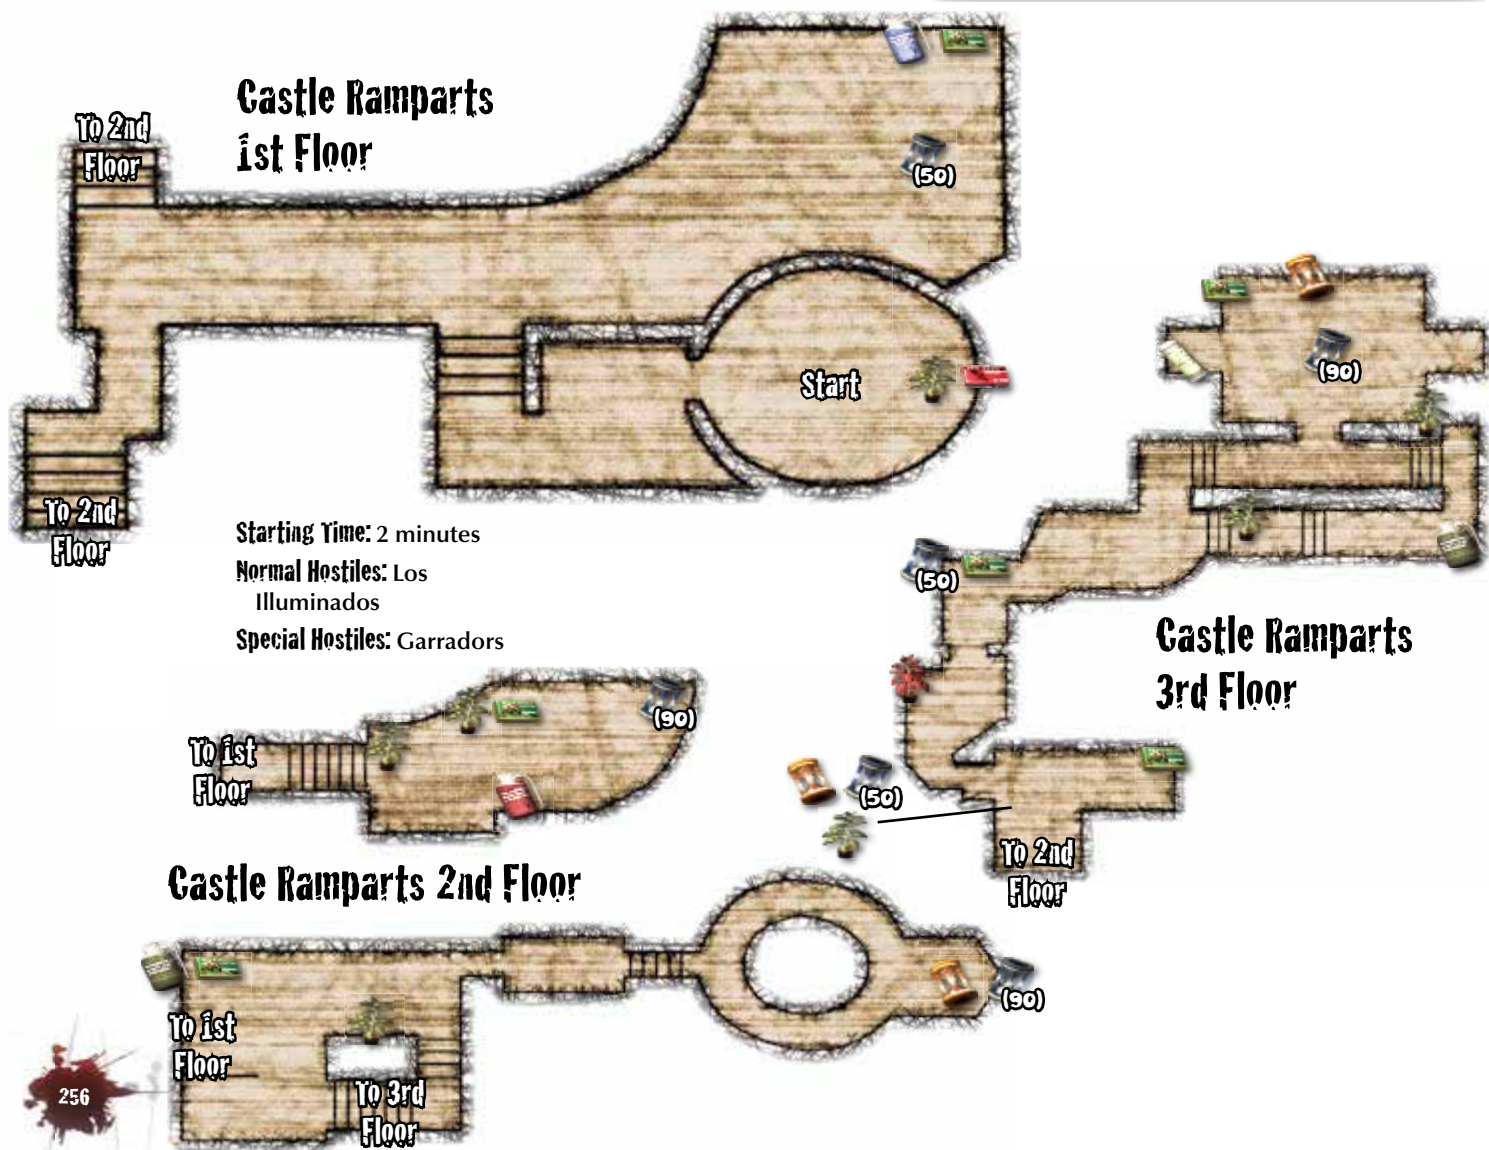 Castle Ramparts
1st Floor
To 2nd
Floor
(50)
Start
To 2nd
Floor
Starting Time: 2 minutes
Normal Hostiles: Los
Illuminados
Special Hostiles: Garradors
(90)
(50)
Castle Ramparts
3rd Floor
(50)
To 2nd
Floor
To 1st
Floor
(90)
Castle Ramparts 2nd Floor
To 1st
Floor
To 3rd
Floor
(90)
256